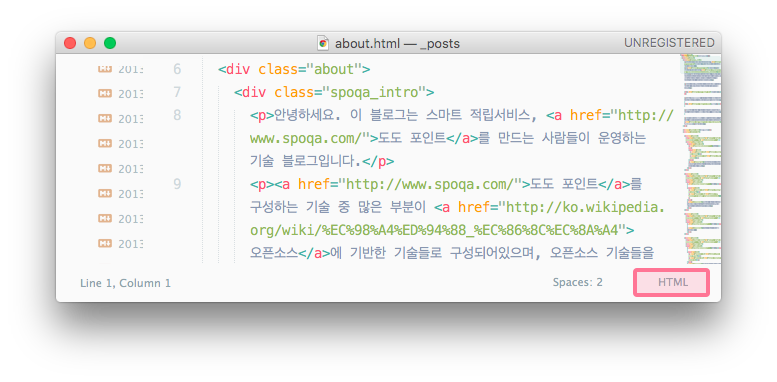 about.html — _posts
UNREGISTERED
2013
2013
2013
2013
2013
2013
2013
2013
6 <div class="about">
7 <div class="spoqa_intro">
8 <p>안녕하세요. 이 블로그는 스마트 적립서비스, <a href="http://
www.spoqa.com/">도도 포인트</a>를 만드는 사람들이 운영하는
기술 블로그입니다.</p>
9 <p><a href="http://www.spoqa.com/">도도 포인트</a>를
구성하는 기술 중 많은 부분이 <a href="http://ko.wikipedia.
org/wiki/%EC%98%A4%ED%94%88_%EC%86%8C%EC%8A%A4">
오픈소스</a>에 기반한 기술들로 구성되어있으며, 오픈소스 기술들을
Line 1, Column 1
Spaces: 2
HTML